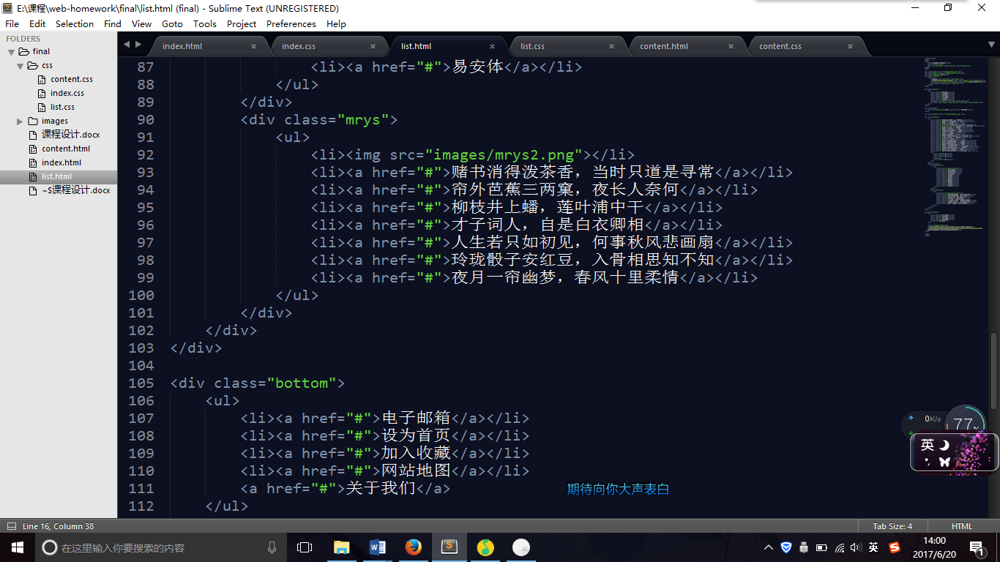 E:\课程\web-homework\final\list.html (final) - Sublime Text (UNREGISTERED)
File Edit Selection Find View Goto Tools Project Preferences Help
FOLDERS
final
css
content.css
index.css
list.css
images
课程设计.docx
content.html
index.html
list.html
~$课程设计.docx
index.html × index.css × list.html × list.css × content.html × content.css ×
87 <li><a href="#">易安体</a></li>
88 </ul>
89 </div>
90 <div class="mrys">
91 <ul>
92 <li><img src="images/mrys2.png"></li>
93 <li><a href="#">赌书消得泼茶香，当时只道是寻常</a></li>
94 <li><a href="#">帘外芭蕉三两窠，夜长人奈何</a></li>
95 <li><a href="#">柳枝井上蟠，莲叶浦中干</a></li>
96 <li><a href="#">才子词人，自是白衣卿相</a></li>
97 <li><a href="#">人生若只如初见，何事秋风悲画扇</a></li>
98 <li><a href="#">玲珑骰子安红豆，入骨相思知不知</a></li>
99 <li><a href="#">夜月一帘幽梦，春风十里柔情</a></li>
100 </ul>
101 </div>
102 </div>
103 </div>
104
105 <div class="bottom">
106 <ul>
107 <li><a href="#">电子邮箱</a></li>
108 <li><a href="#">设为首页</a></li>
109 <li><a href="#">加入收藏</a></li>
110 <li><a href="#">网站地图</a></li>
111 <a href="#">关于我们</a>
112 </ul>
期待向你大声表白
0K/s 77%
英
Line 16, Column 38 Tab Size: 4 HTML
在这里输入你要搜索的内容
英
14:00
2017/6/20
1